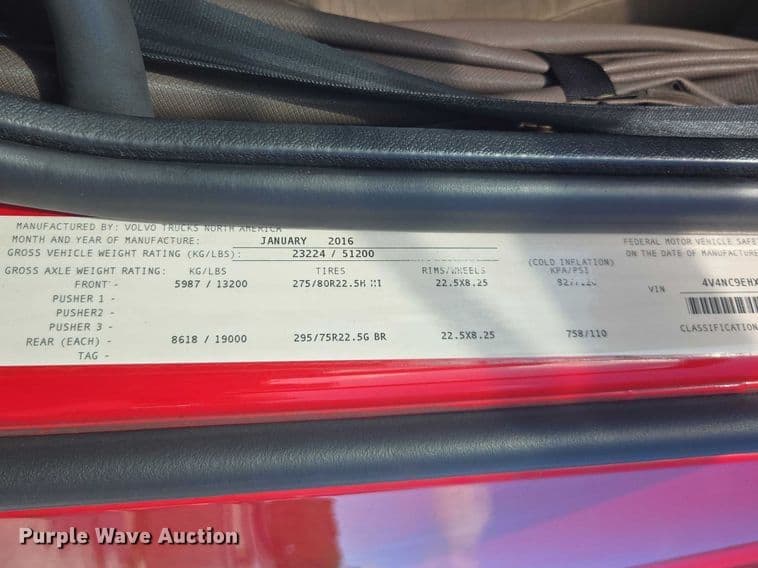 MANUFACTURED BY: VOLVO TRUCKS NORTH AMERICA
MONTH AND YEAR OF MANUFACTURE: JANUARY 2016
GROSS VEHICLE WEIGHT RATING (KG/LBS): 23224 / 51200
FEDERAL MOTOR VEHICLE SAFE
ON THE DATE OF MANUFACTURE
GROSS AXLE WEIGHT RATING: KG/LBS TIRES RIMS/WHEELS (COLD INFLATION) KPA/PSI
FRONT - 5987 / 13200 275/80R22.5H 22.5X8.25
VIN 4V4NC9EHX
PUSHER 1 -
PUSHER2 -
PUSHER 3 -
REAR (EACH) - 8618 / 19000 295/75R22.5G BR 22.5X8.25 758/110
CLASSIFICATION
TAG -
Purple Wave Auction